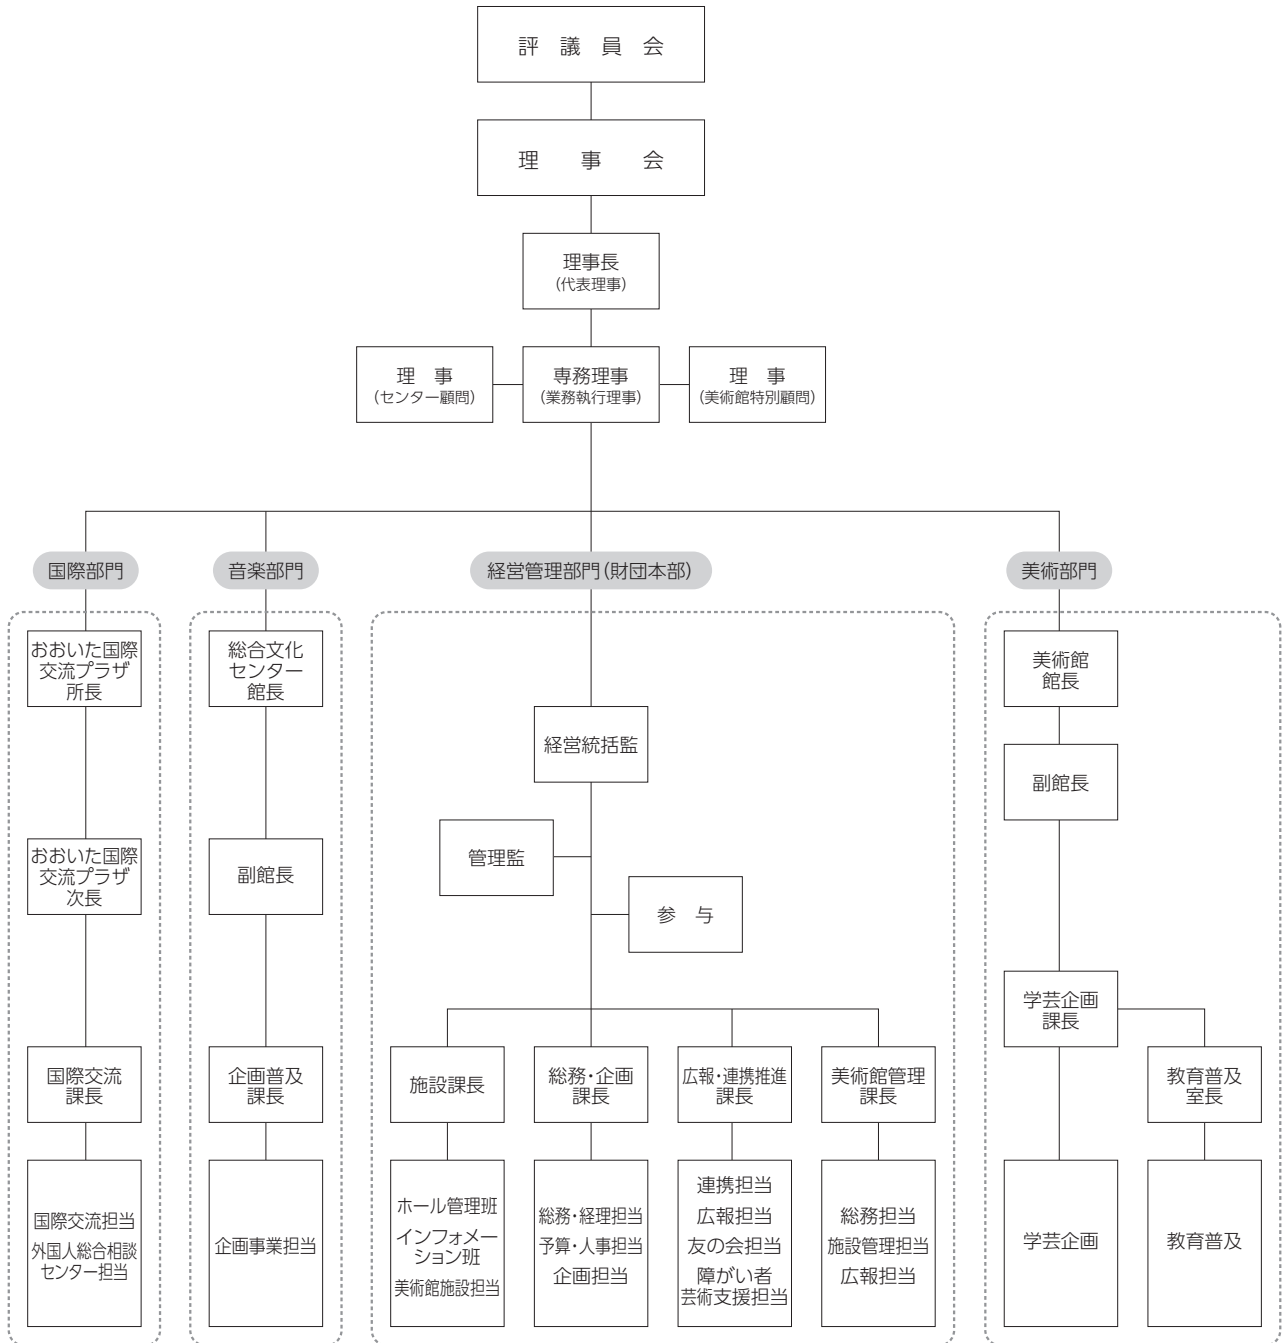 評議員会
理事会
理事長
(代表理事)
理事
(センター顧問)
専務理事
(業務執行理事)
理事
(美術館特別顧問)
国際部門
音楽部門
経営管理部門(財団本部)
美術部門
おおいた国際
交流プラザ
所長
総合文化
センター
館長
美術館
館長
経営統括監
副館長
おおいた国際
交流プラザ
次長
副館長
管理監
参与
学芸企画
課長
国際交流
課長
企画普及
課長
施設課長
総務・企画
課長
広報・連携推進
課長
美術館管理
課長
教育普及
室長
国際交流担当
外国人総合相談
センター担当
企画事業担当
ホール管理班
インフォメー
ション班
美術館施設担当
総務・経理担当
予算・人事担当
企画担当
連携担当
広報担当
友の会担当
障がい者
芸術支援担当
総務担当
施設管理担当
広報担当
学芸企画
教育普及